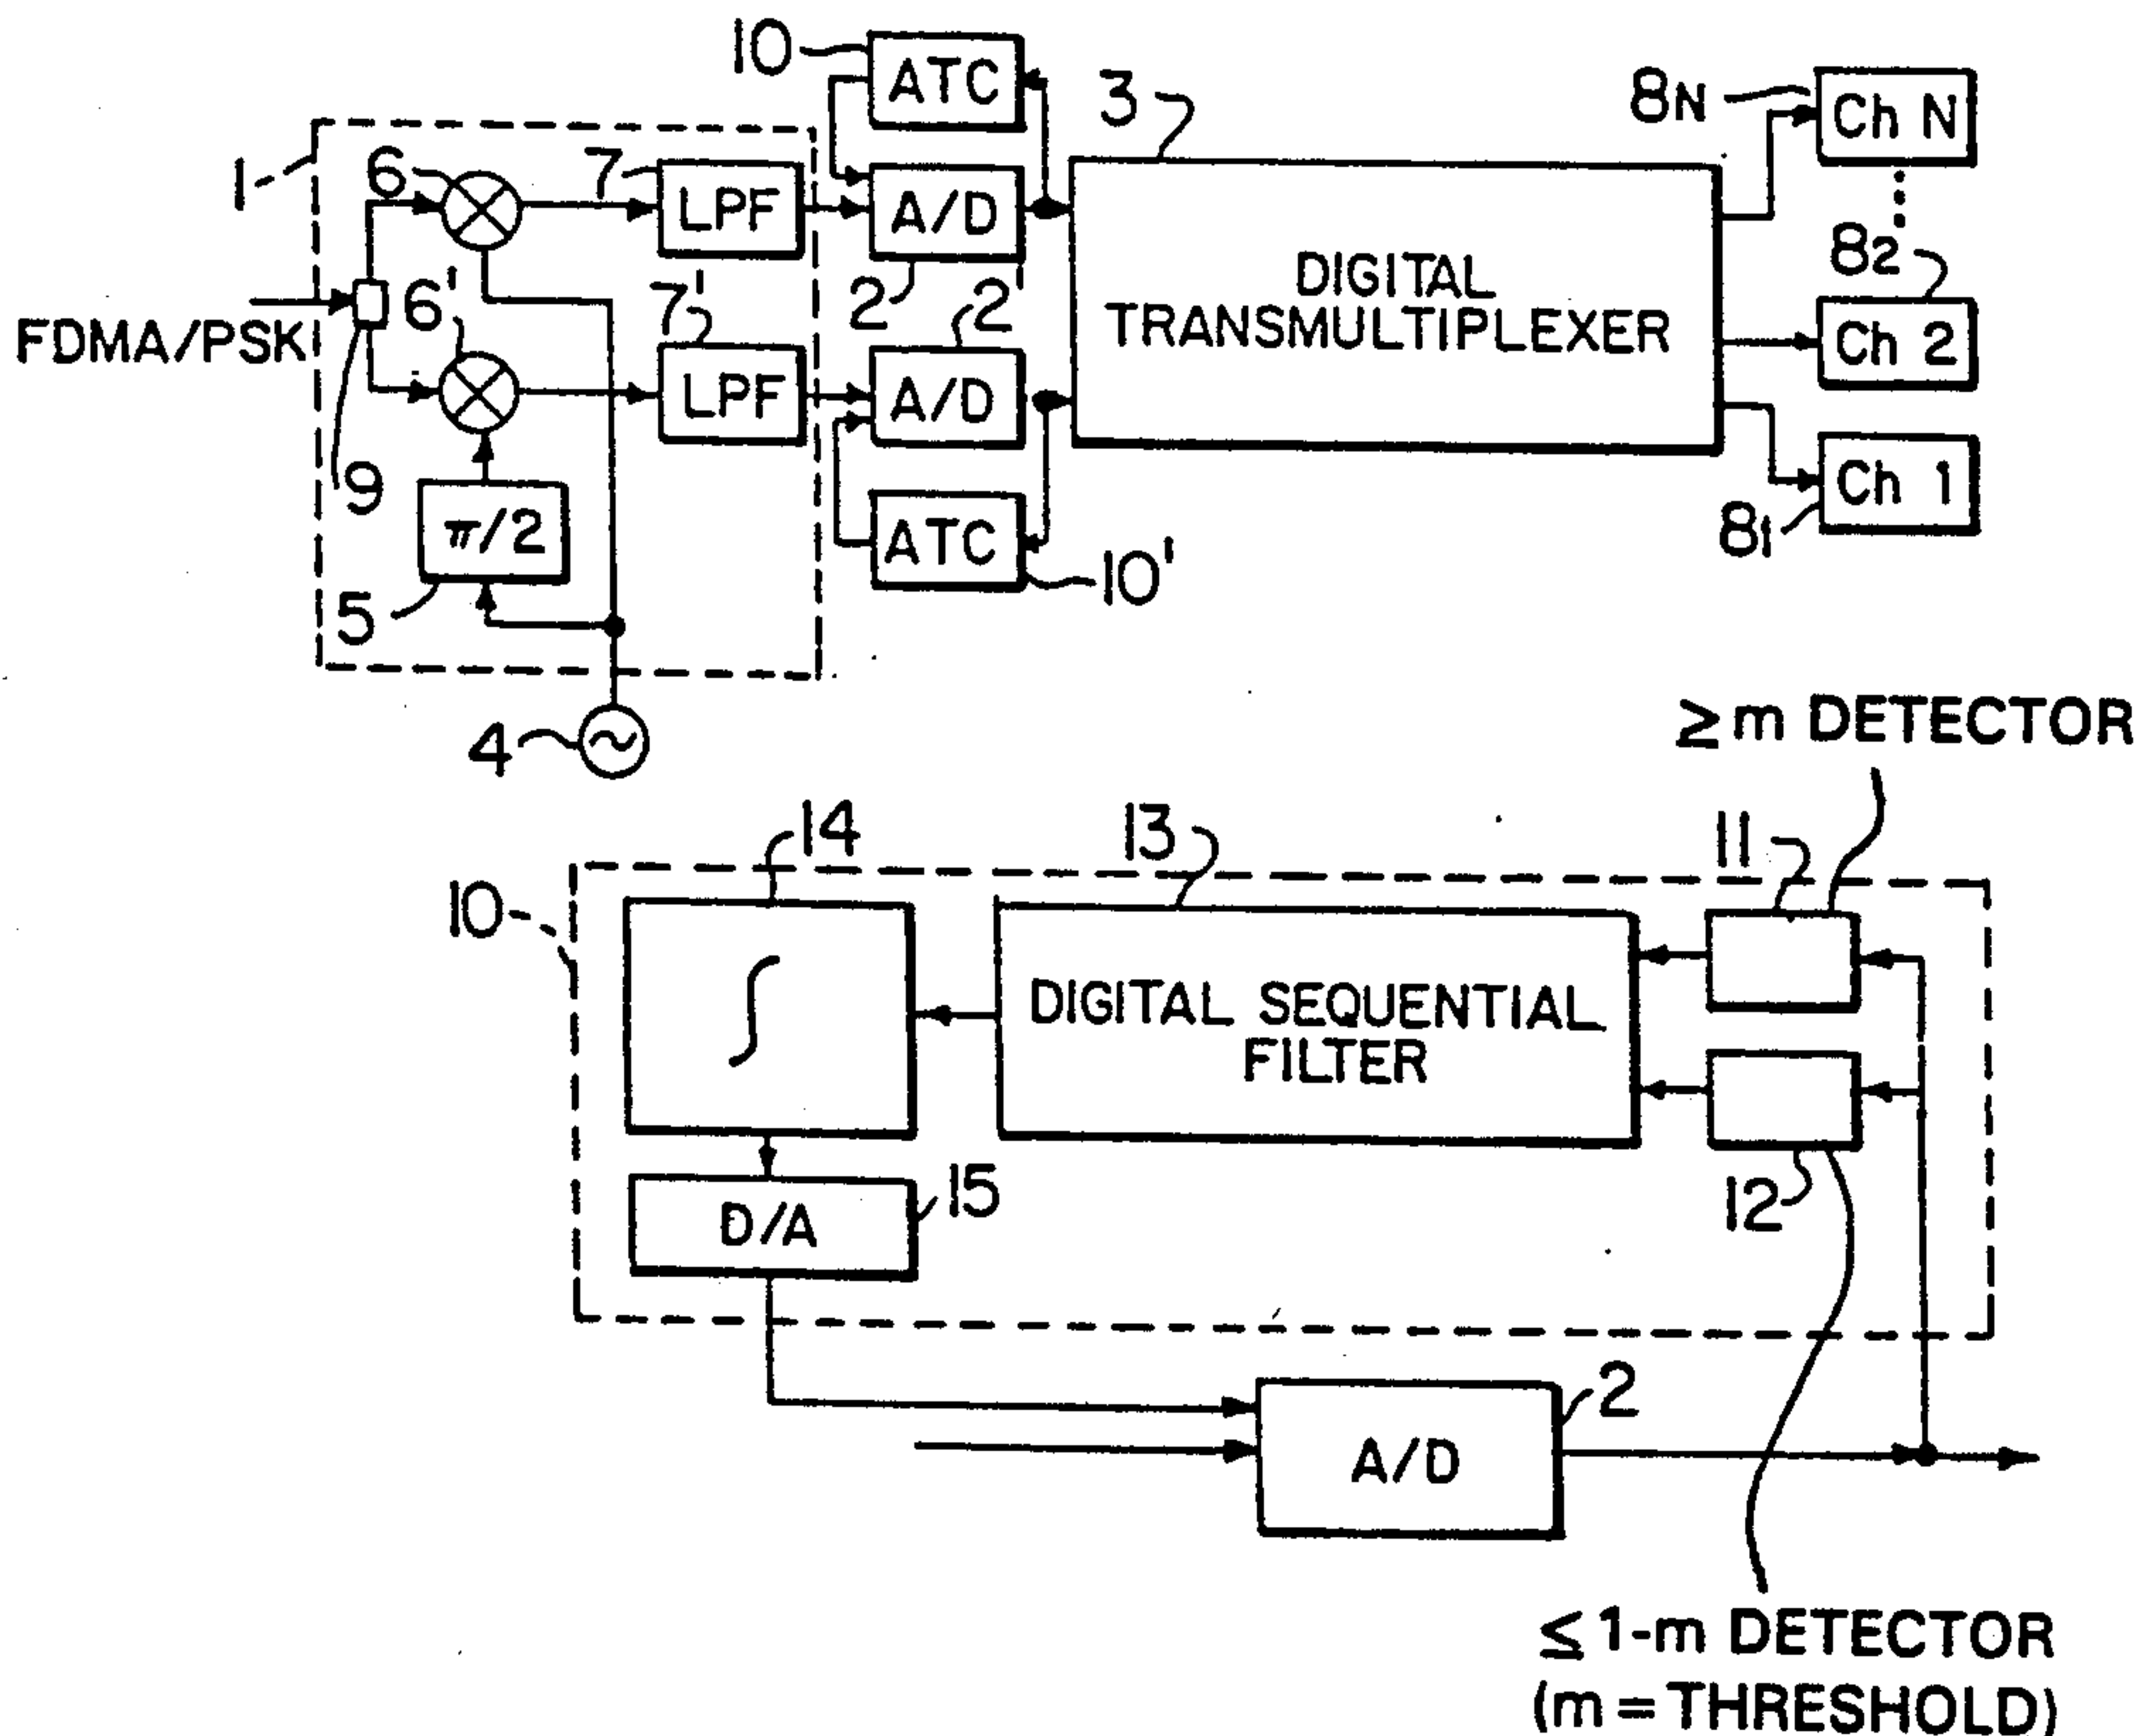 10
ATC
3
8N
Ch N
1
6
7
LPF
A/D
DIGITAL
TRANSMULTIPLEXER
82
Ch 2
FDMA/PSK
6'
7'
2
2'
LPF
A/D
9
π/2
ATC
Ch 1
81
5
10'
4
≥m DETECTOR
14
13
11
10
∫
DIGITAL SEQUENTIAL
FILTER
12
D/A
15
2
A/D
≤1-m DETECTOR
(m=THRESHOLD)